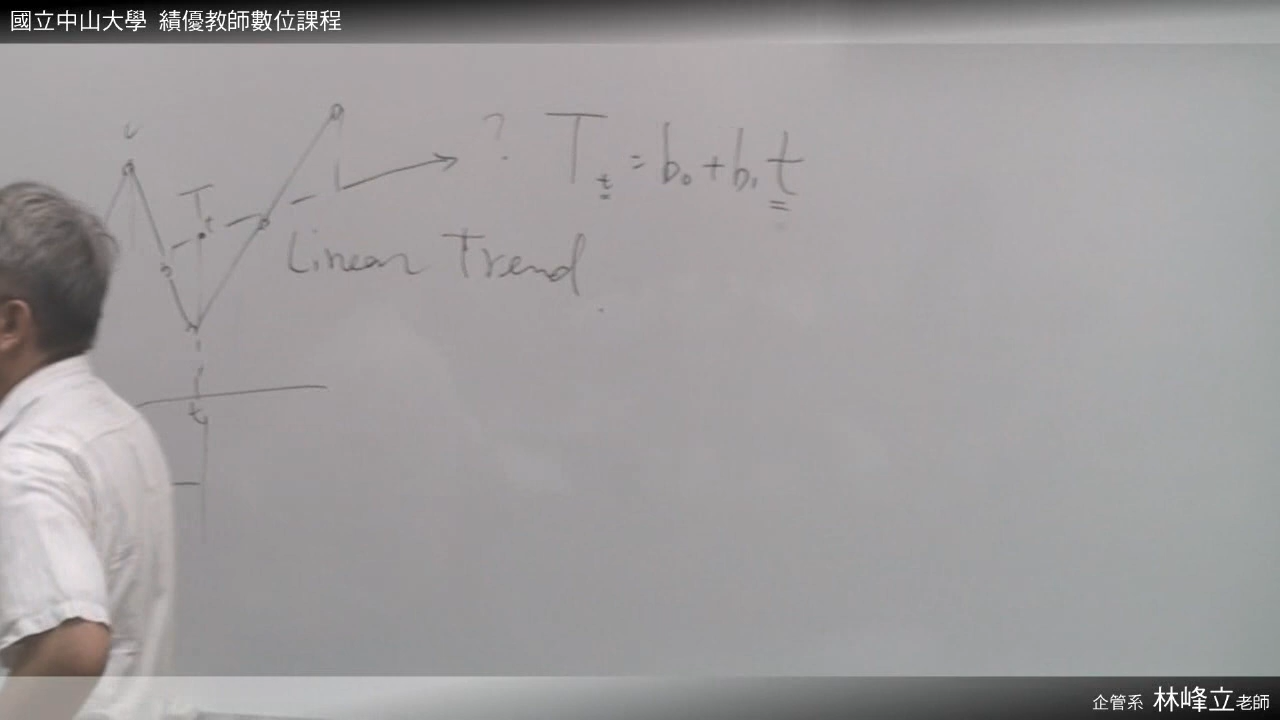 國立中山大學 績優教師數位課程
? T_t = b₀ + b₁ t
T_t
Linear Trend
t
企管系 林峰立老師